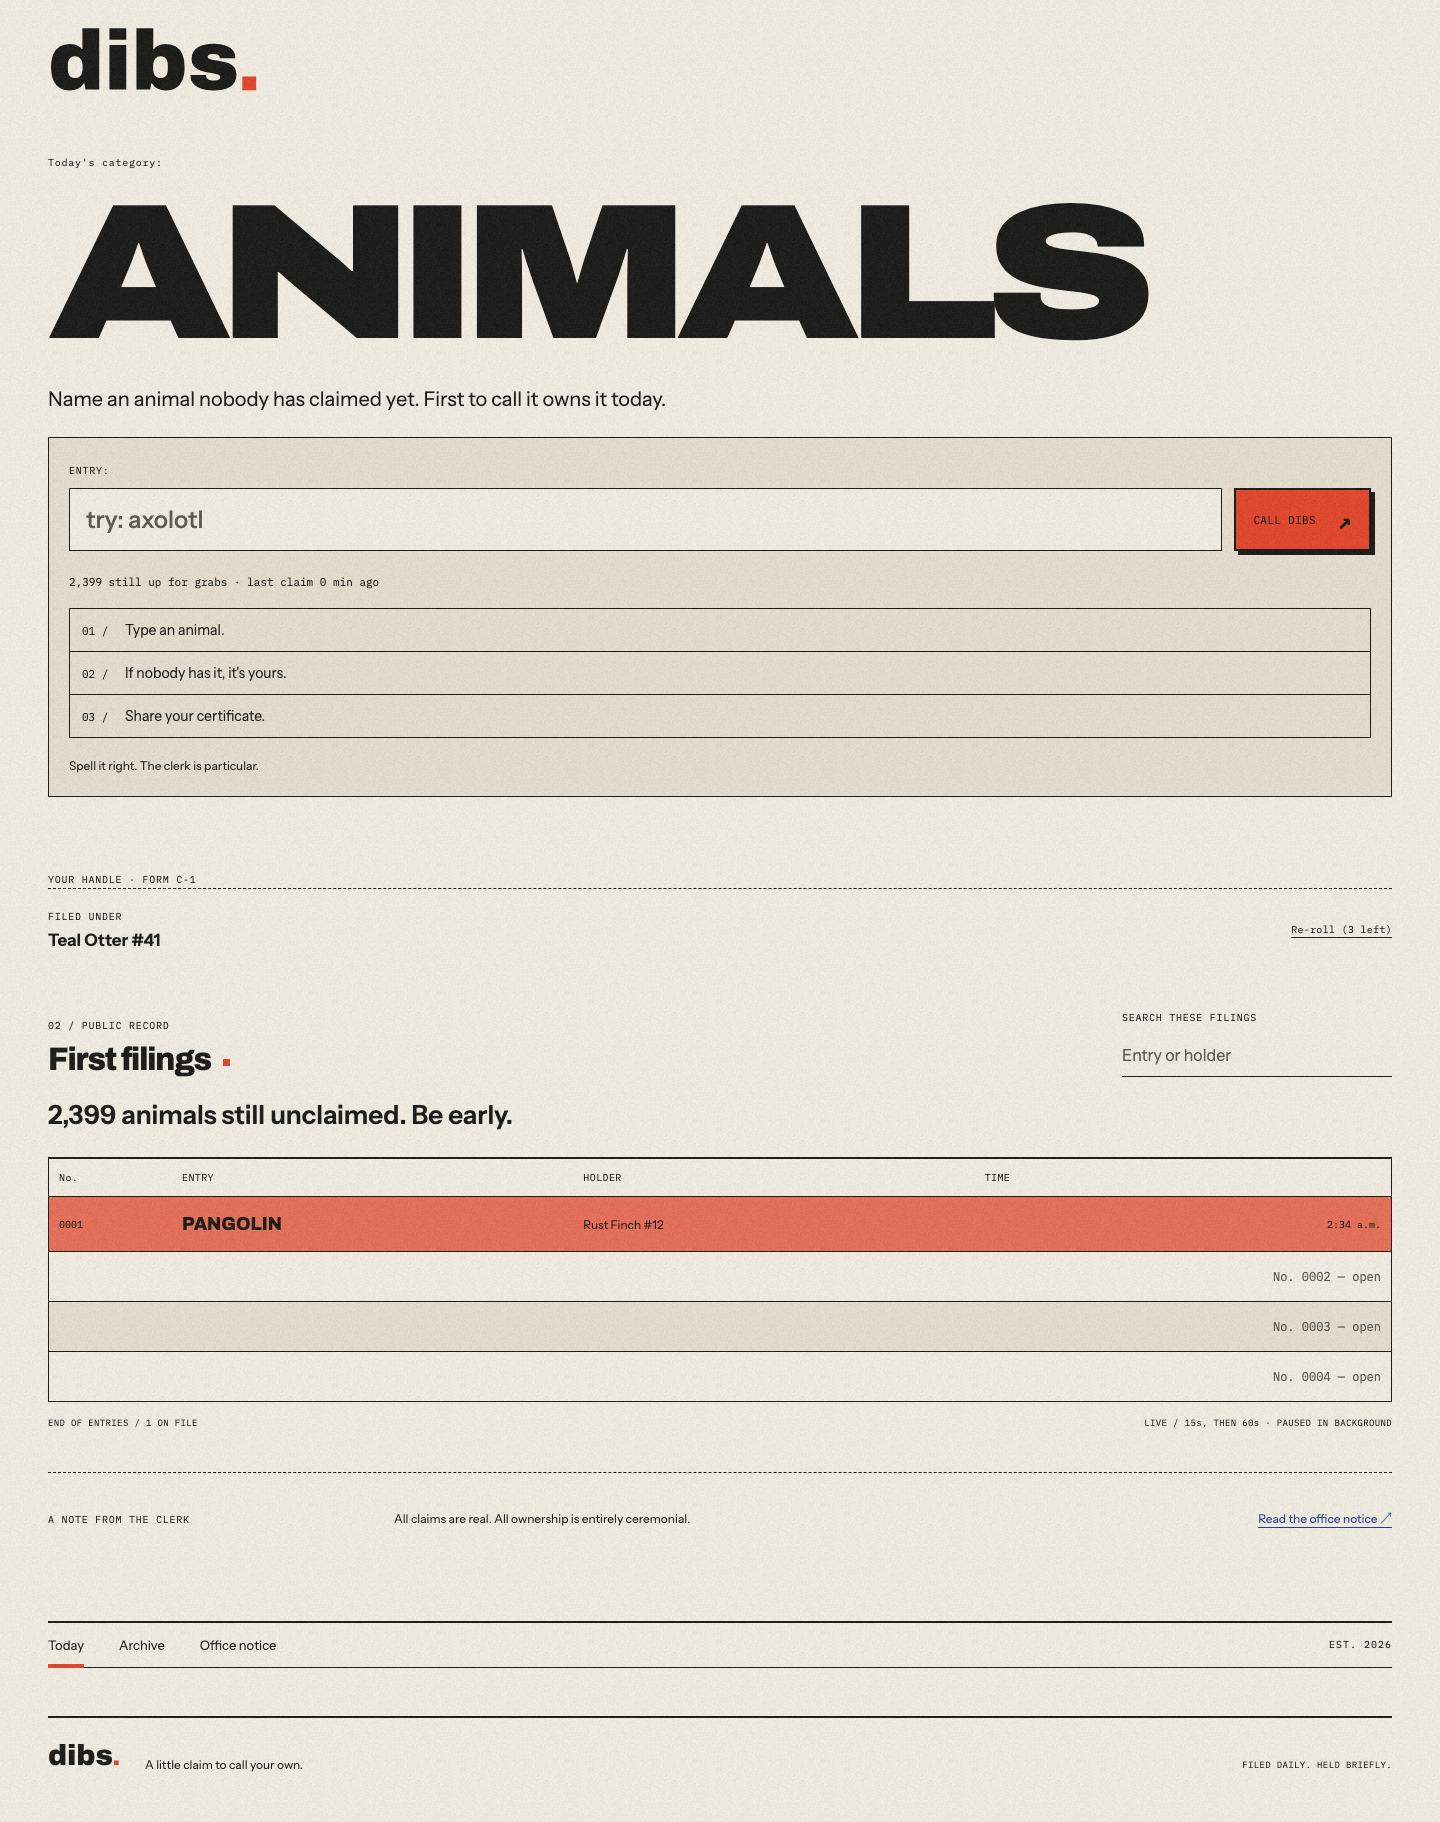 dibs.
Today's category:
ANIMALS
Name an animal nobody has claimed yet. First to call it owns it today.
ENTRY:
try: axolotl
CALL DIBS ↗
2,399 still up for grabs · last claim 0 min ago
01 / Type an animal.
02 / If nobody has it, it's yours.
03 / Share your certificate.
Spell it right. The clerk is particular.
YOUR HANDLE · FORM C-1
FILED UNDER
Teal Otter #41
Re-roll (3 left)
02 / PUBLIC RECORD
First filings
SEARCH THESE FILINGS
Entry or holder
2,399 animals still unclaimed. Be early.
No. ENTRY HOLDER TIME
0001 PANGOLIN Rust Finch #12 2:34 a.m.
No. 0002 — open
No. 0003 — open
No. 0004 — open
END OF ENTRIES / 1 ON FILE
LIVE / 15s, THEN 60s · PAUSED IN BACKGROUND
A NOTE FROM THE CLERK
All claims are real. All ownership is entirely ceremonial.
Read the office notice ↗
Today Archive Office notice
EST. 2026
dibs.
A little claim to call your own.
FILED DAILY. HELD BRIEFLY.